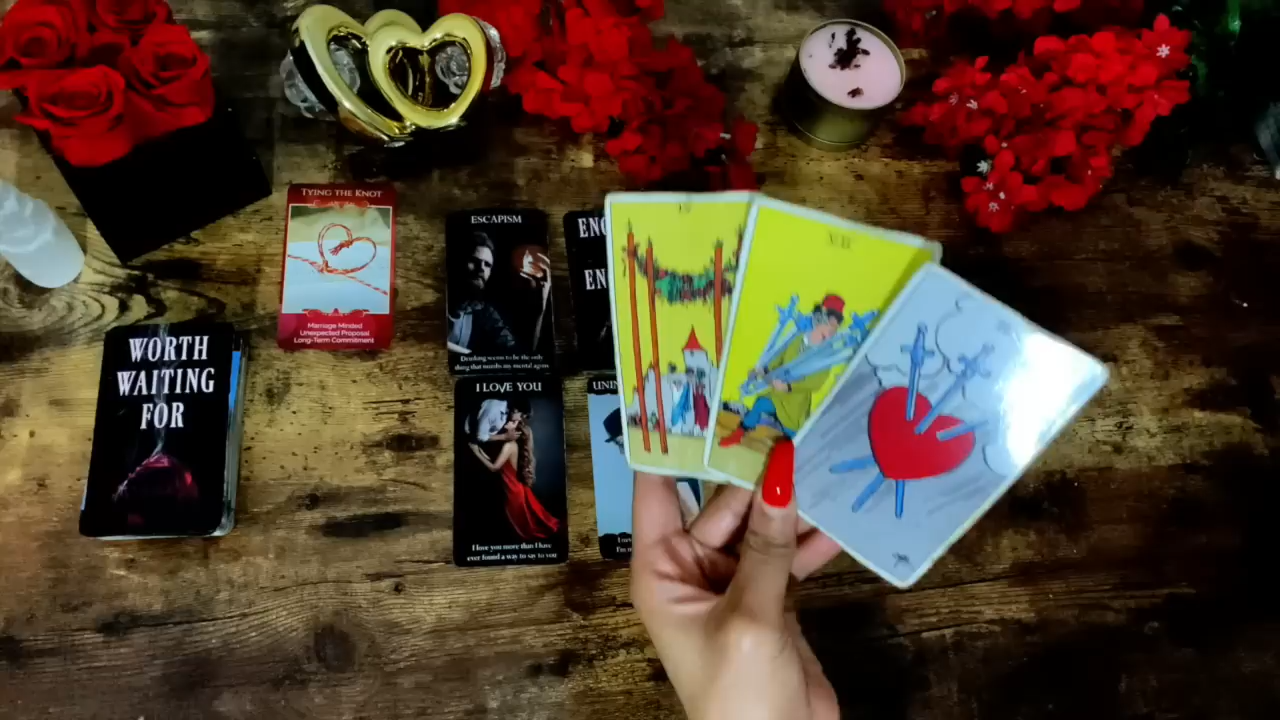 TYING THE KNOT
Marriage Minded
Unexpected Proposal
Long-Term Commitment
ESCAPISM
Drinking seems to be the only
thing that numbs my mental agony
WORTH
WAITING
FOR
I LOVE YOU
I love you more than I have
ever found a way to say to you
VII